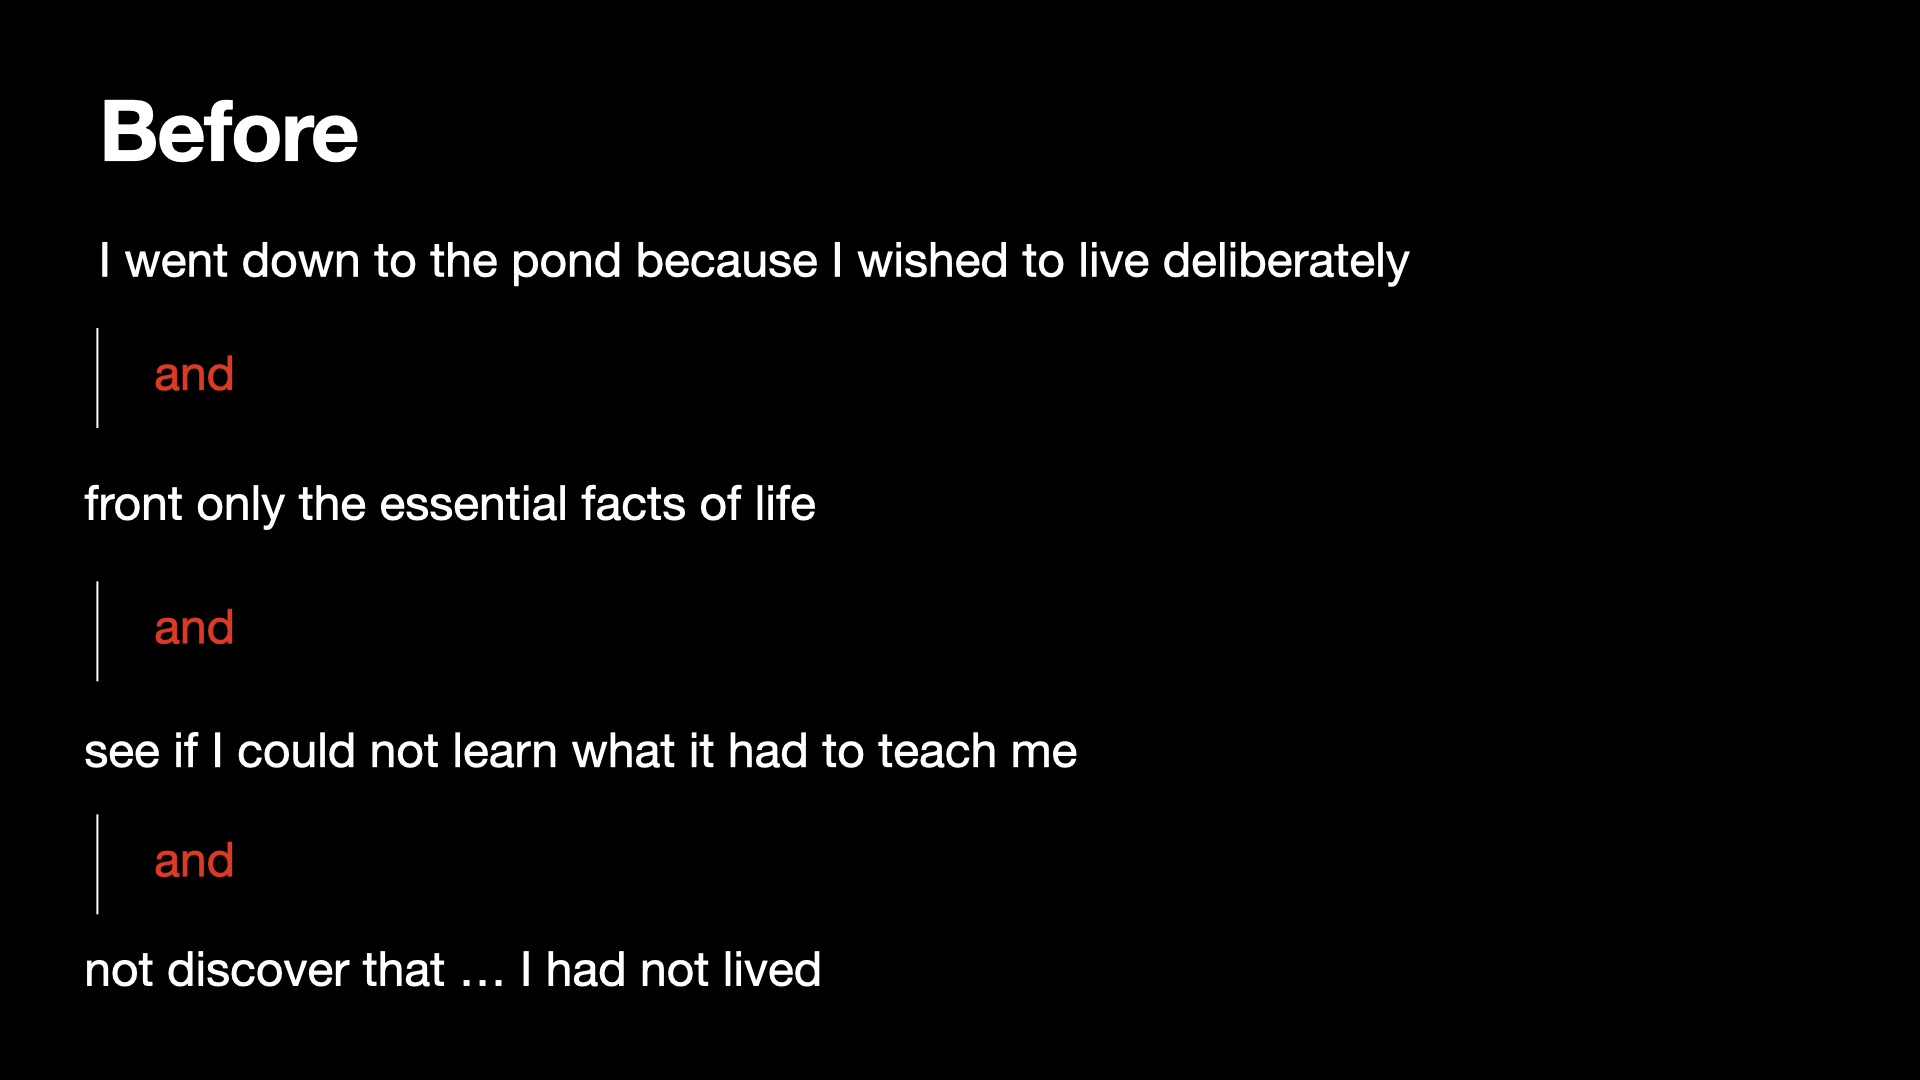 Before
I went down to the pond because I wished to live deliberately
and
front only the essential facts of life
and
see if I could not learn what it had to teach me
and
not discover that … I had not lived